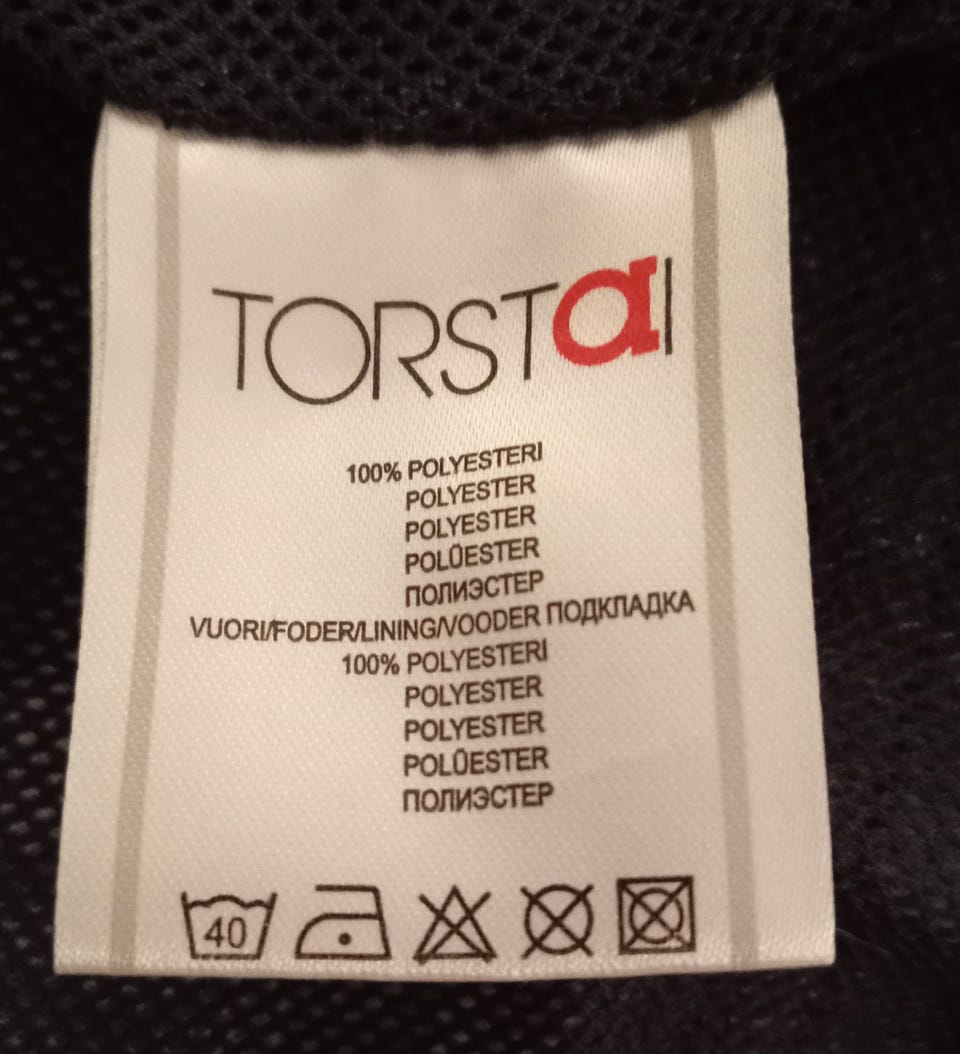 TORSTaI
100% POLYESTERI
POLYESTER
POLYESTER
POLÜESTER
ПОЛИЭСТЕР
VUORI/FODER/LINING/VOODER ПОДКЛАДКА
100% POLYESTERI
POLYESTER
POLYESTER
POLÜESTER
ПОЛИЭСТЕР
40